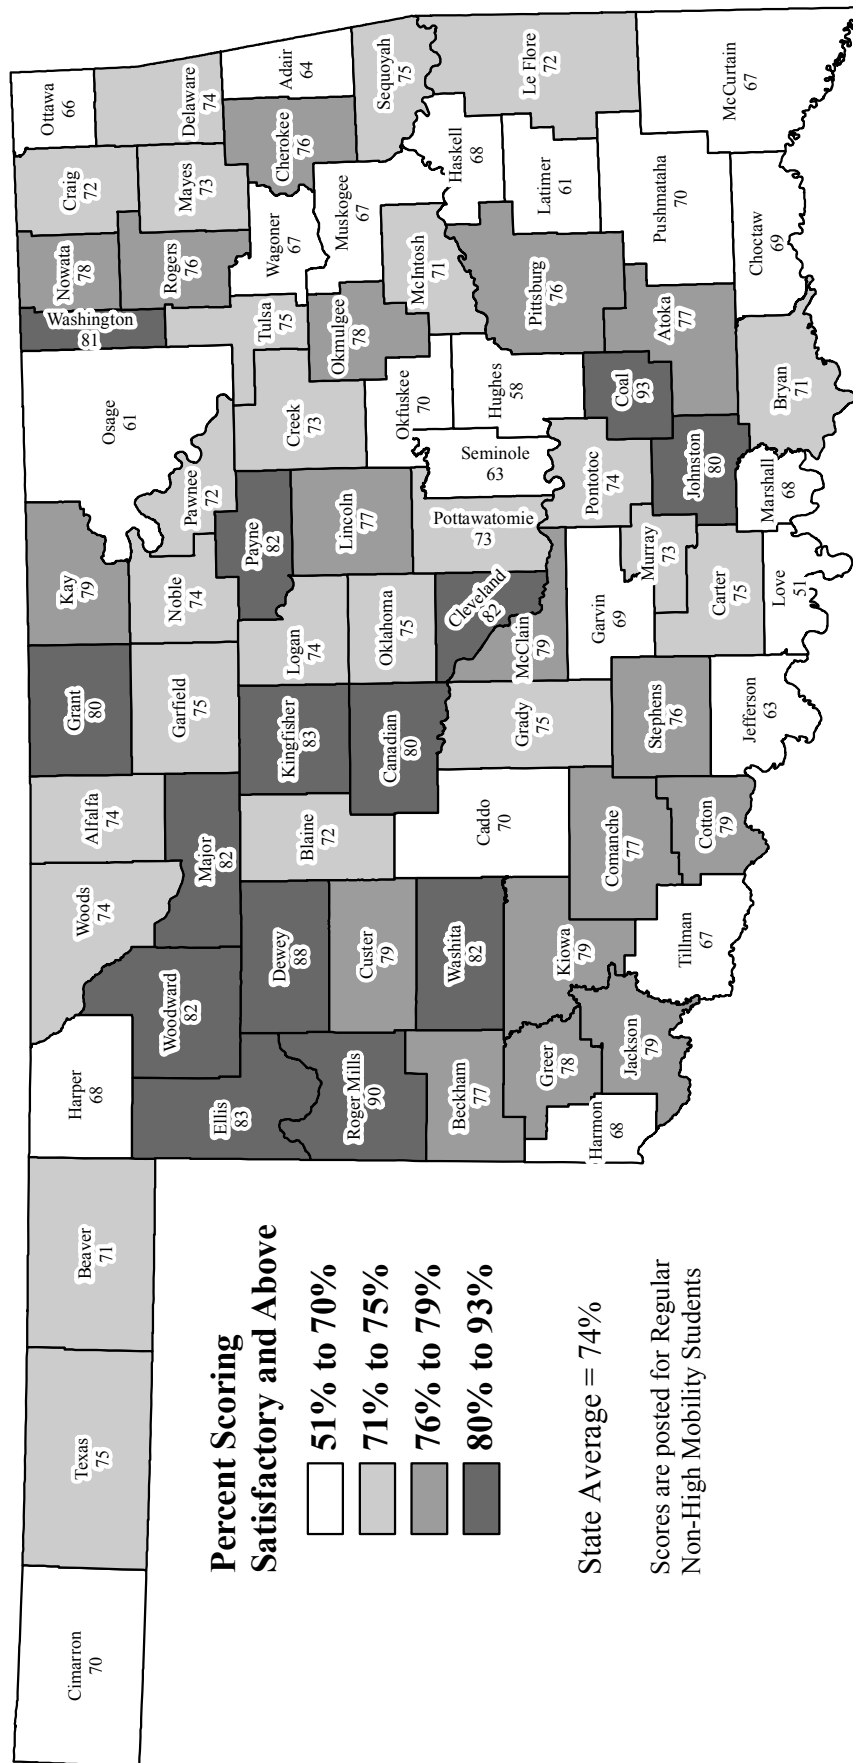 Cimarron
70
Texas
75
Beaver
71
Harper
68
Woods
74
Alfalfa
74
Grant
80
Kay
79
Osage
61
Washington
81
Nowata
78
Craig
72
Ottawa
66
Ellis
83
Woodward
82
Major
82
Garfield
75
Noble
74
Pawnee
72
Rogers
76
Mayes
73
Delaware
74
Roger Mills
90
Dewey
88
Blaine
72
Kingfisher
83
Logan
74
Payne
82
Creek
73
Tulsa
75
Wagoner
67
Cherokee
76
Adair
64
Beckham
77
Custer
79
Washita
82
Caddo
70
Canadian
80
Oklahoma
75
Lincoln
77
Okfuskee
70
Okmulgee
78
Muskogee
67
Sequoyah
75
Cleveland
82
Pottawatomie
73
Seminole
63
Hughes
58
McIntosh
71
Haskell
68
Le Flore
72
Harmon
68
Greer
78
Kiowa
79
Jackson
79
Tillman
67
Comanche
77
Cotton
79
Grady
75
McClain
79
Garvin
69
Stephens
76
Jefferson
63
Murray
73
Carter
75
Love
51
Pontotoc
74
Johnston
80
Marshall
68
Coal
93
Pittsburg
76
Atoka
77
Bryan
71
Latimer
61
Pushmataha
70
Choctaw
69
McCurtain
67
Percent Scoring
Satisfactory and Above
51% to 70%
71% to 75%
76% to 79%
80% to 93%
State Average = 74%
Scores are posted for Regular
Non-High Mobility Students